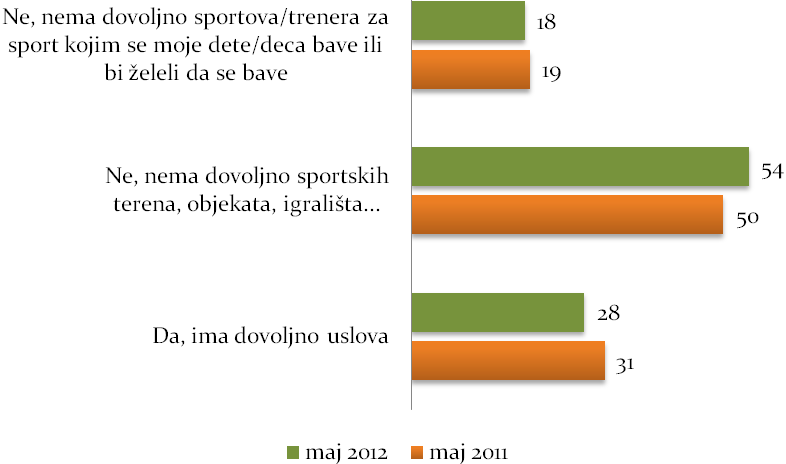 Ne, nema dovoljno sportova/trenera za
sport kojim se moje dete/deca bave ili
bi želeli da se bave
18
19
Ne, nema dovoljno sportskih
terena, objekata, igrališta...
54
50
Da, ima dovoljno uslova
28
31
maj 2012 maj 2011